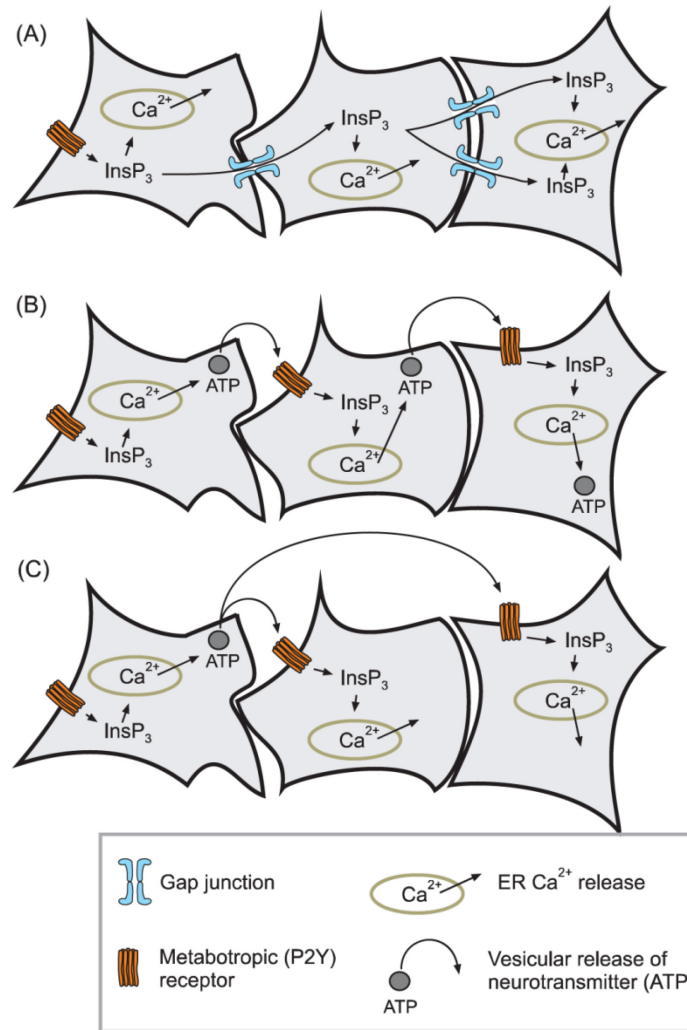 (A)
Ca²⁺
InsP₃
InsP₃
Ca²⁺
InsP₃
Ca²⁺
InsP₃
(B)
ATP
Ca²⁺
InsP₃
InsP₃
Ca²⁺
ATP
InsP₃
Ca²⁺
ATP
(C)
ATP
Ca²⁺
InsP₃
InsP₃
Ca²⁺
InsP₃
Ca²⁺
Gap junction
Ca²⁺
ER Ca²⁺ release
Metabotropic (P2Y)
receptor
ATP
Vesicular release of
neurotransmitter (ATP